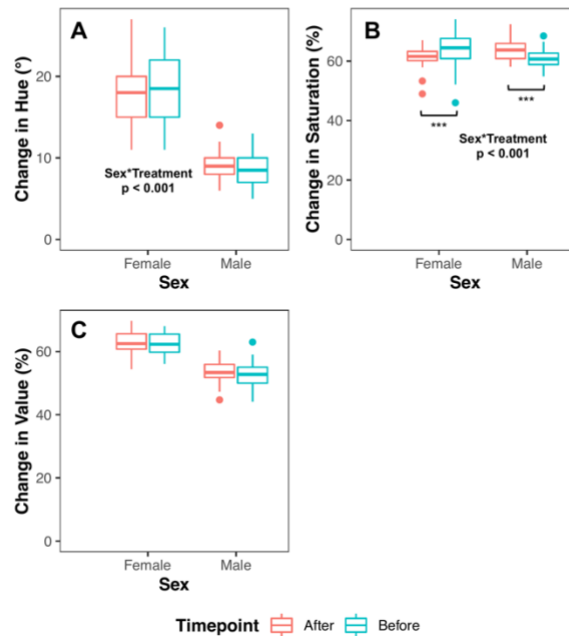 A
Change in Hue (°)
20
10
0
Sex*Treatment
p < 0.001
Female
Male
Sex
B
Change in Saturation (%)
60
40
20
0
***
***
Sex*Treatment
p < 0.001
Female
Male
Sex
C
Change in Value (%)
60
40
20
0
Female
Male
Sex
Timepoint After Before